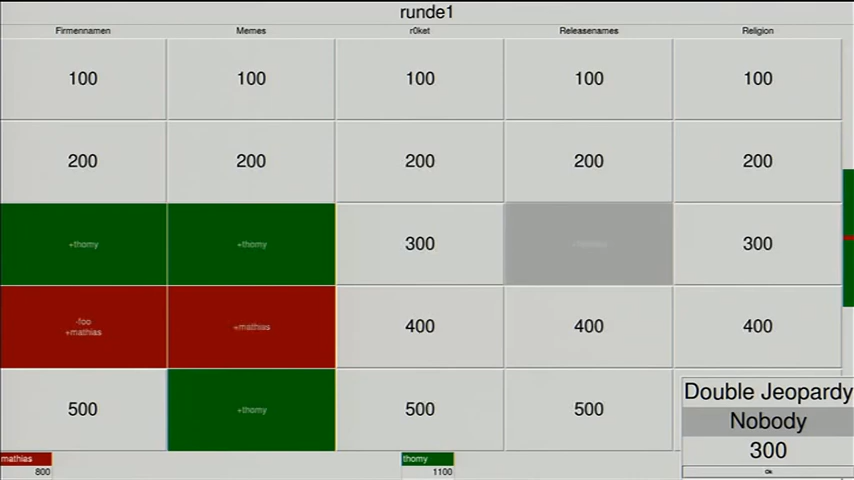 runde1
Firmennamen Memes r0ket Releasenames Religion
100 100 100 100 100
200 200 200 200 200
+thomy +thomy 300 300
-foo
+mathias +mathias 400 400 400
500 +thomy 500 500
Double Jeopardy
Nobody
300
Ok
mathias thomy
800 1100